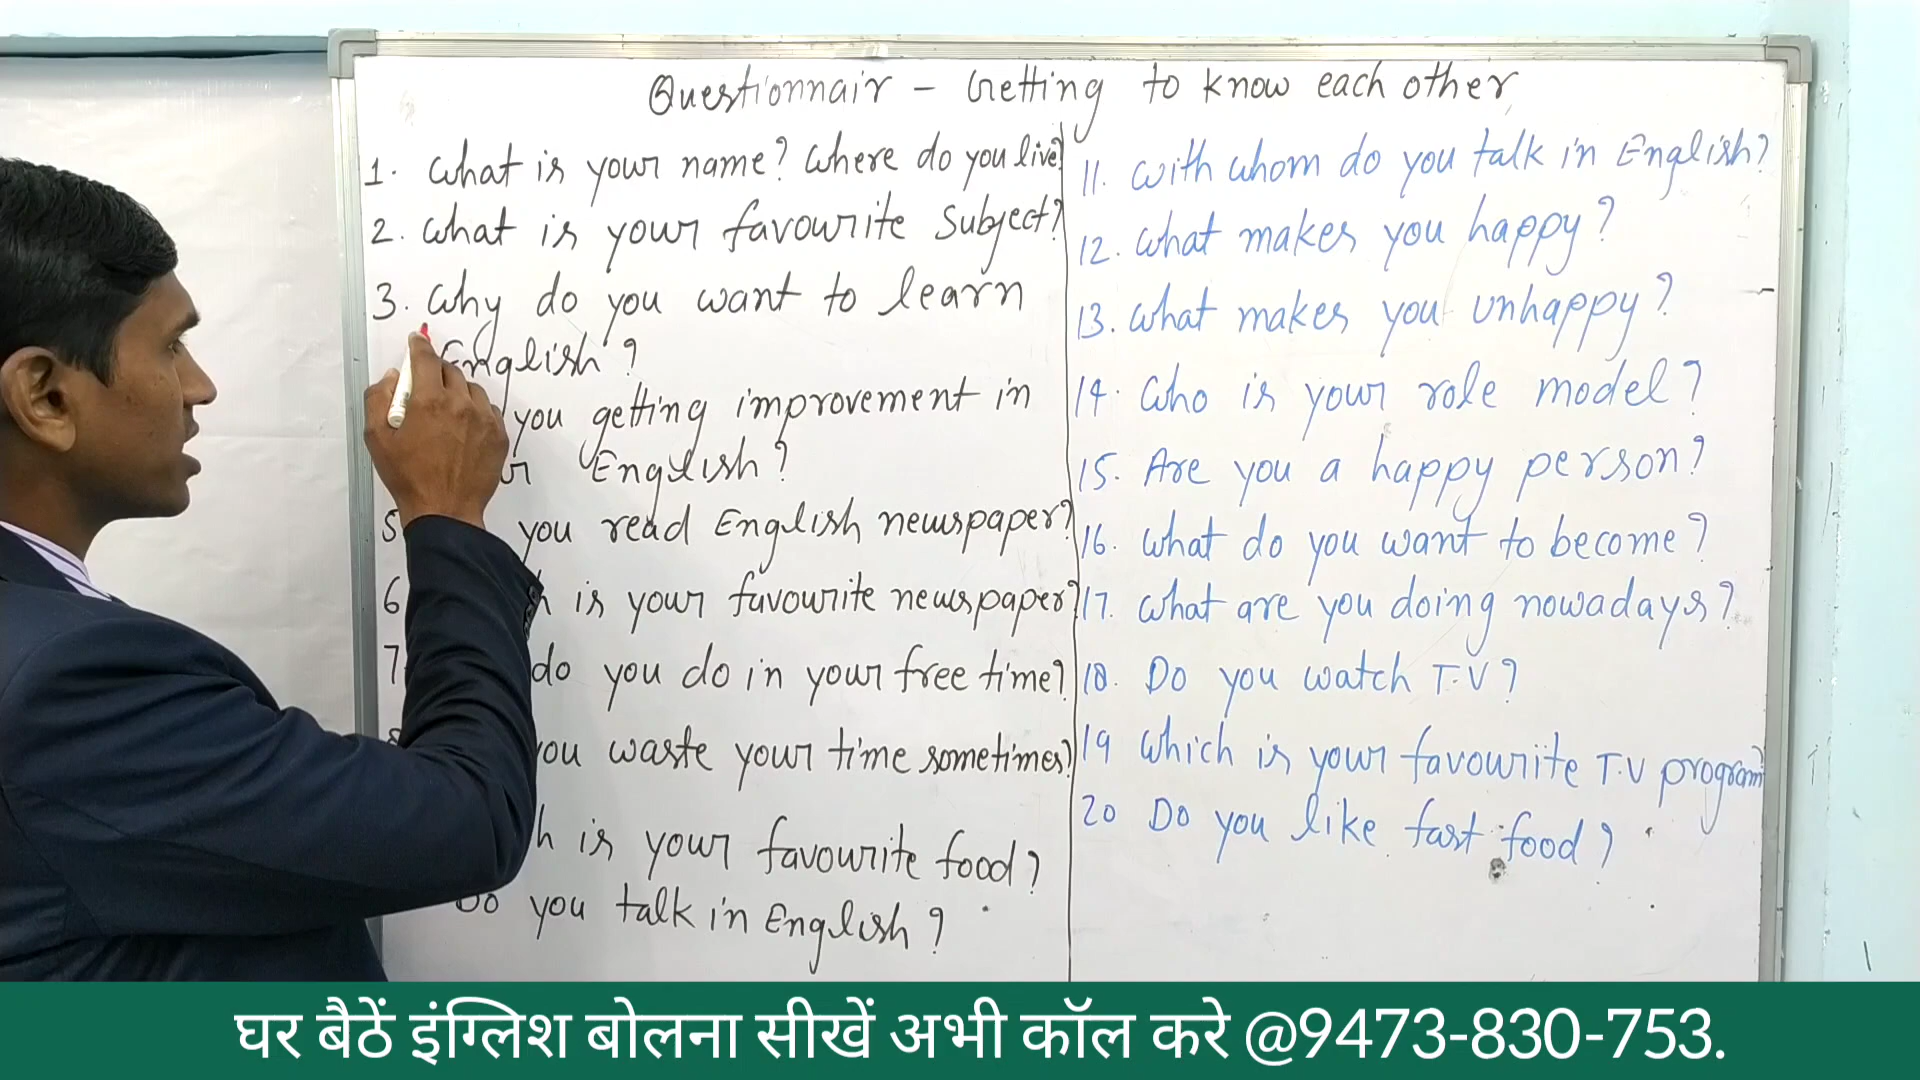 Questionnair - Getting to know each other
1. What is your name? Where do you live?
2. What is your favourite Subject?
3. Why do you want to learn
English?
you getting improvement in
English?
5 you read English newspaper?
6 is your favourite newspaper?
7 do you do in your free time?
you waste your time sometimes?
is your favourite food?
Do you talk in English?
11. With whom do you talk in English?
12. What makes you happy?
13. What makes you unhappy?
14. Who is your role model?
15. Are you a happy person?
16. What do you want to become?
17. What are you doing nowadays?
18. Do you watch T.V?
19 Which is your favourite T.V program
20 Do you like fast food?
घर बैठें इंग्लिश बोलना सीखें अभी कॉल करे @9473-830-753.